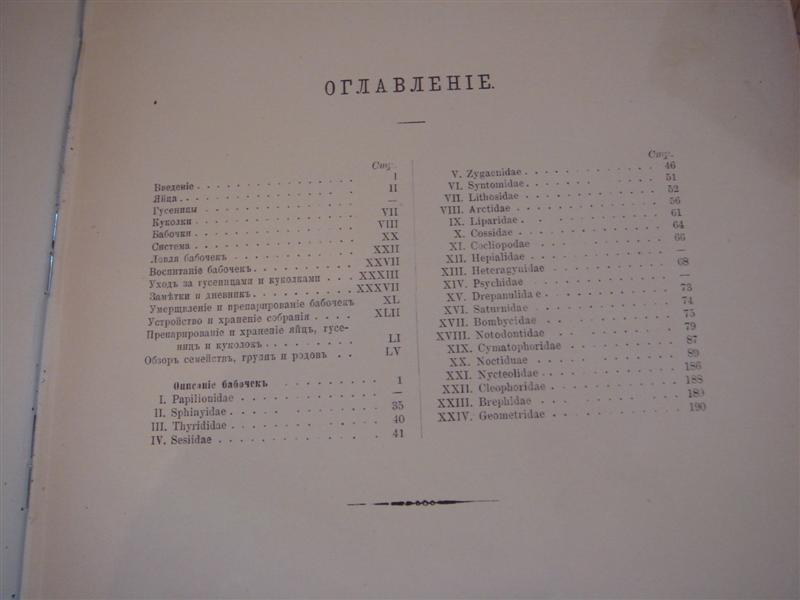 ОГЛАВЛЕНІЕ.
Стр.
Введеніе . . . . . . . . . . . . . . I
Яйца . . . . . . . . . . . . . . II
Гусеницы . . . . . . . . . . . . . . —
Куколки . . . . . . . . . . . . . . VII
Бабочки . . . . . . . . . . . . . . VIII
Система . . . . . . . . . . . . . . XX
Ловля бабочекъ . . . . . . . . . . . XXII
Воспитаніе бабочекъ . . . . . . . . . XXVII
Уходъ за гусеницами и куколками . . . XXXIII
Замѣтки и дневникъ . . . . . . . . . XXXVII
Умерщвленіе и препарированіе бабочекъ XL
Устройство и храненіе собранія . . . . XLII
Препарированіе и храненіе яйцъ, гусе-
ницъ и куколокъ . . . . . . . . . LI
Обзоръ семействъ, группъ и родовъ . . LV
Описаніе бабочекъ . . . . . . . . 1
I. Papilionidae . . . . . . . . . . . —
II. Sphinyidae . . . . . . . . . . . 35
III. Thyrididae . . . . . . . . . . . 40
IV. Sesiidae . . . . . . . . . . . 41
Стр.
V. Zygaenidae . . . . . . . . . . . 46
VI. Syntomidae . . . . . . . . . . . 51
VII. Lithosidae . . . . . . . . . . . 52
VIII. Arctidae . . . . . . . . . . . 56
IX. Liparidae . . . . . . . . . . . 61
X. Cossidae . . . . . . . . . . . 64
XI. Cocliopodae . . . . . . . . . . . 66
XII. Hepialidae . . . . . . . . . . . —
XIII. Heterogynidae . . . . . . . . . 68
XIV. Psychidae . . . . . . . . . . . —
XV. Drepanulidae . . . . . . . . . . . 73
XVI. Saturnidae . . . . . . . . . . . 74
XVII. Bombycidae . . . . . . . . . . . 75
XVIII. Notodontidae . . . . . . . . . . 79
XIX. Cymatophoridae . . . . . . . . . 87
XX. Noctiduae . . . . . . . . . . . 89
XXI. Nycteolidae . . . . . . . . . . . 186
XXII. Cleophoridae . . . . . . . . . . 188
XXIII. Brephidae . . . . . . . . . . . 189
XXIV. Geometridae . . . . . . . . . . . 190